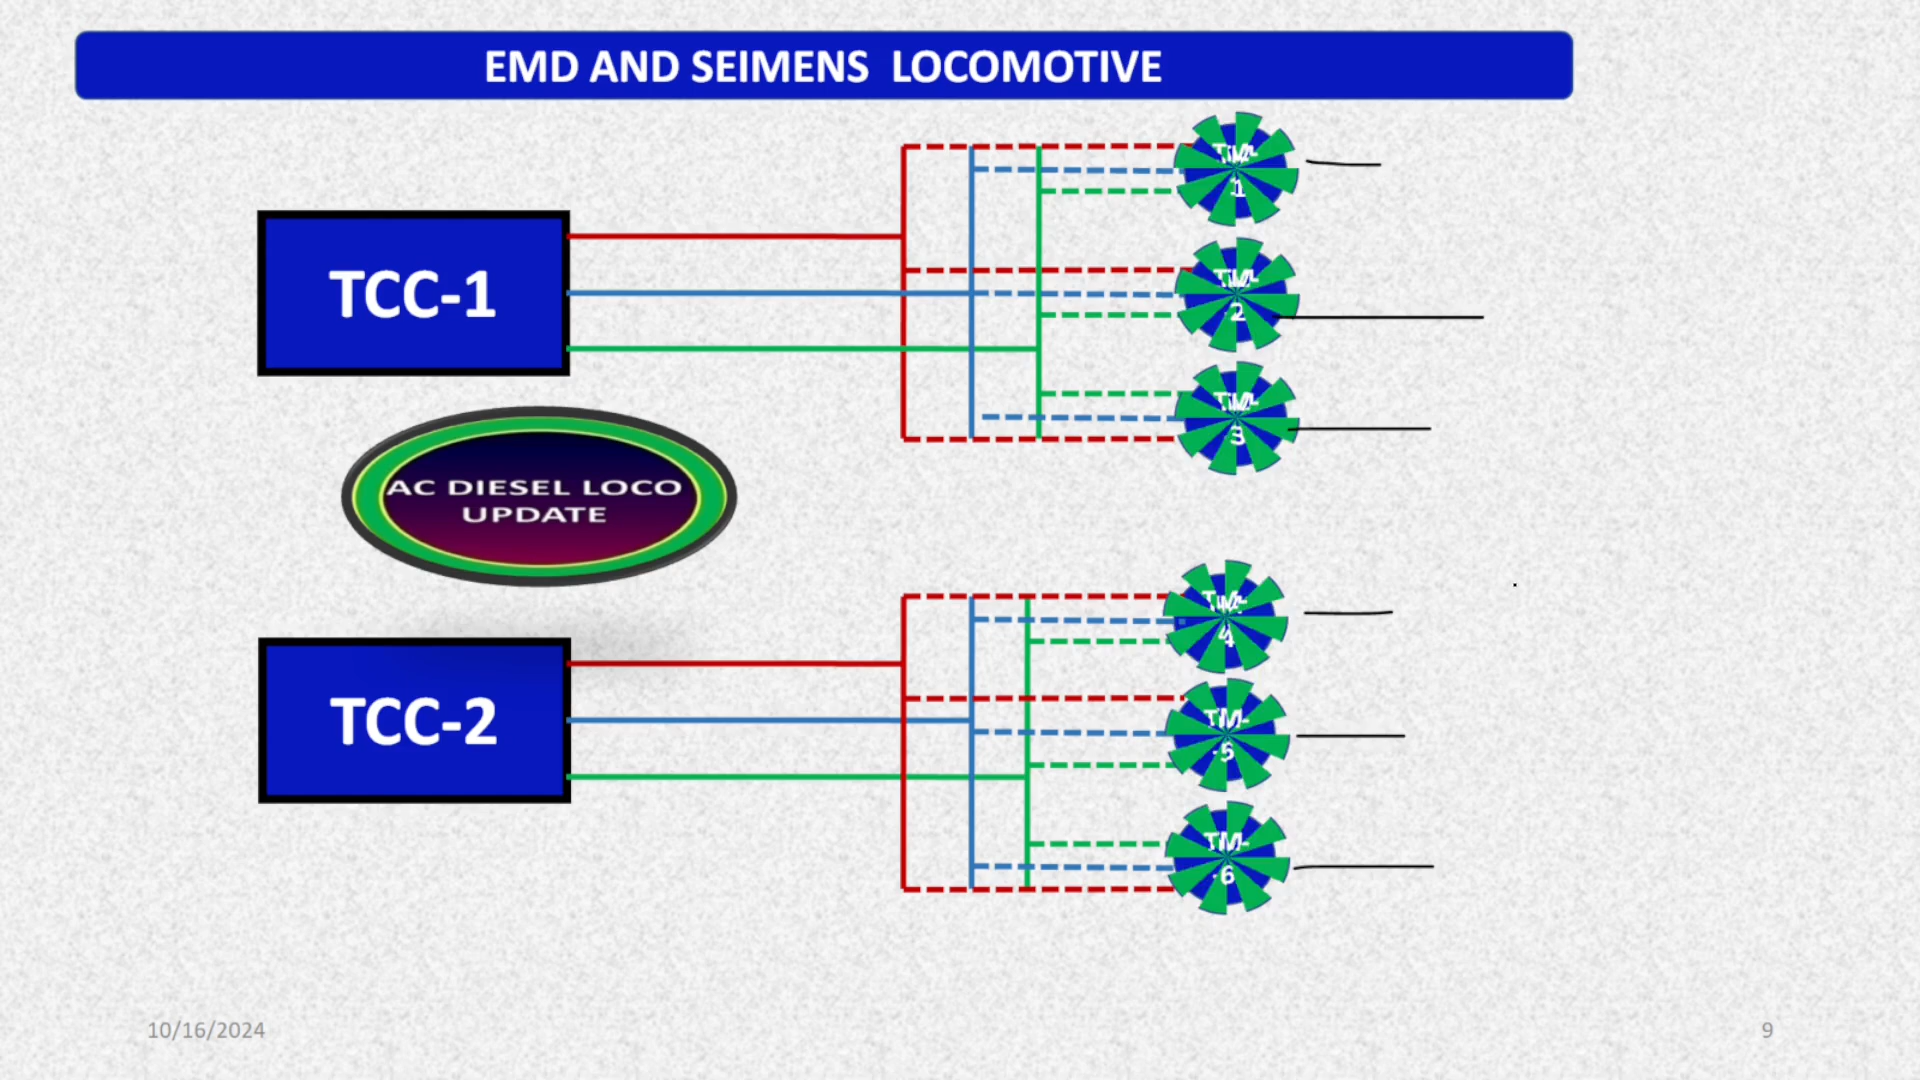 EMD AND SEIMENS LOCOMOTIVE
TM-
1
TCC-1
TM-
2
TM-
3
AC DIESEL LOCO
UPDATE
TM-
4
TCC-2
TM-
5
TM-
6
10/16/2024
9